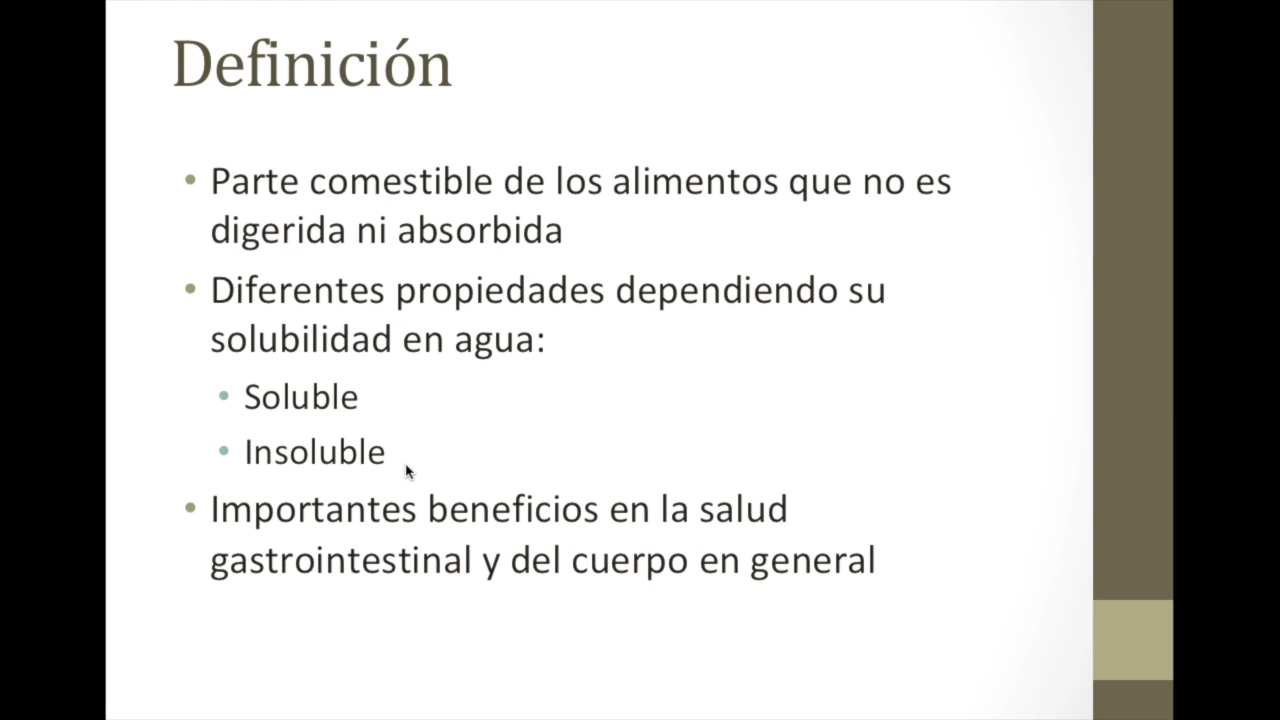 Definición
• Parte comestible de los alimentos que no es
digerida ni absorbida
• Diferentes propiedades dependiendo su
solubilidad en agua:
• Soluble
• Insoluble
• Importantes beneficios en la salud
gastrointestinal y del cuerpo en general